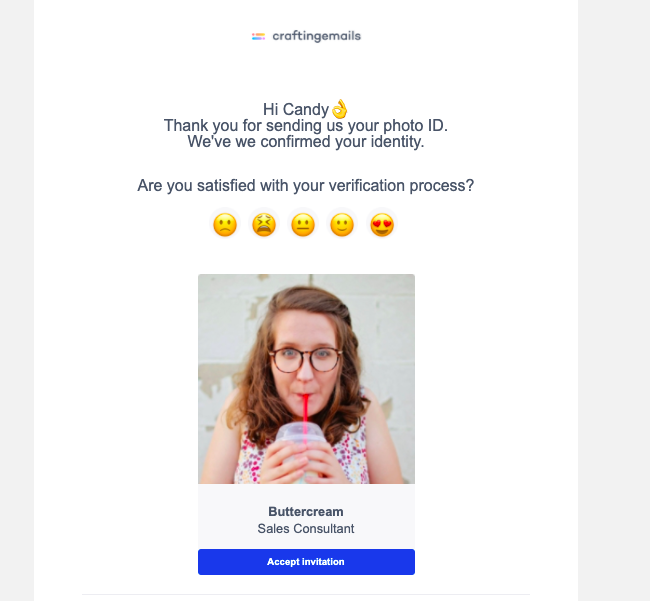 craftingemails
Hi Candy👌
Thank you for sending us your photo ID.
We've we confirmed your identity.
Are you satisfied with your verification process?
Buttercream
Sales Consultant
Accept invitation